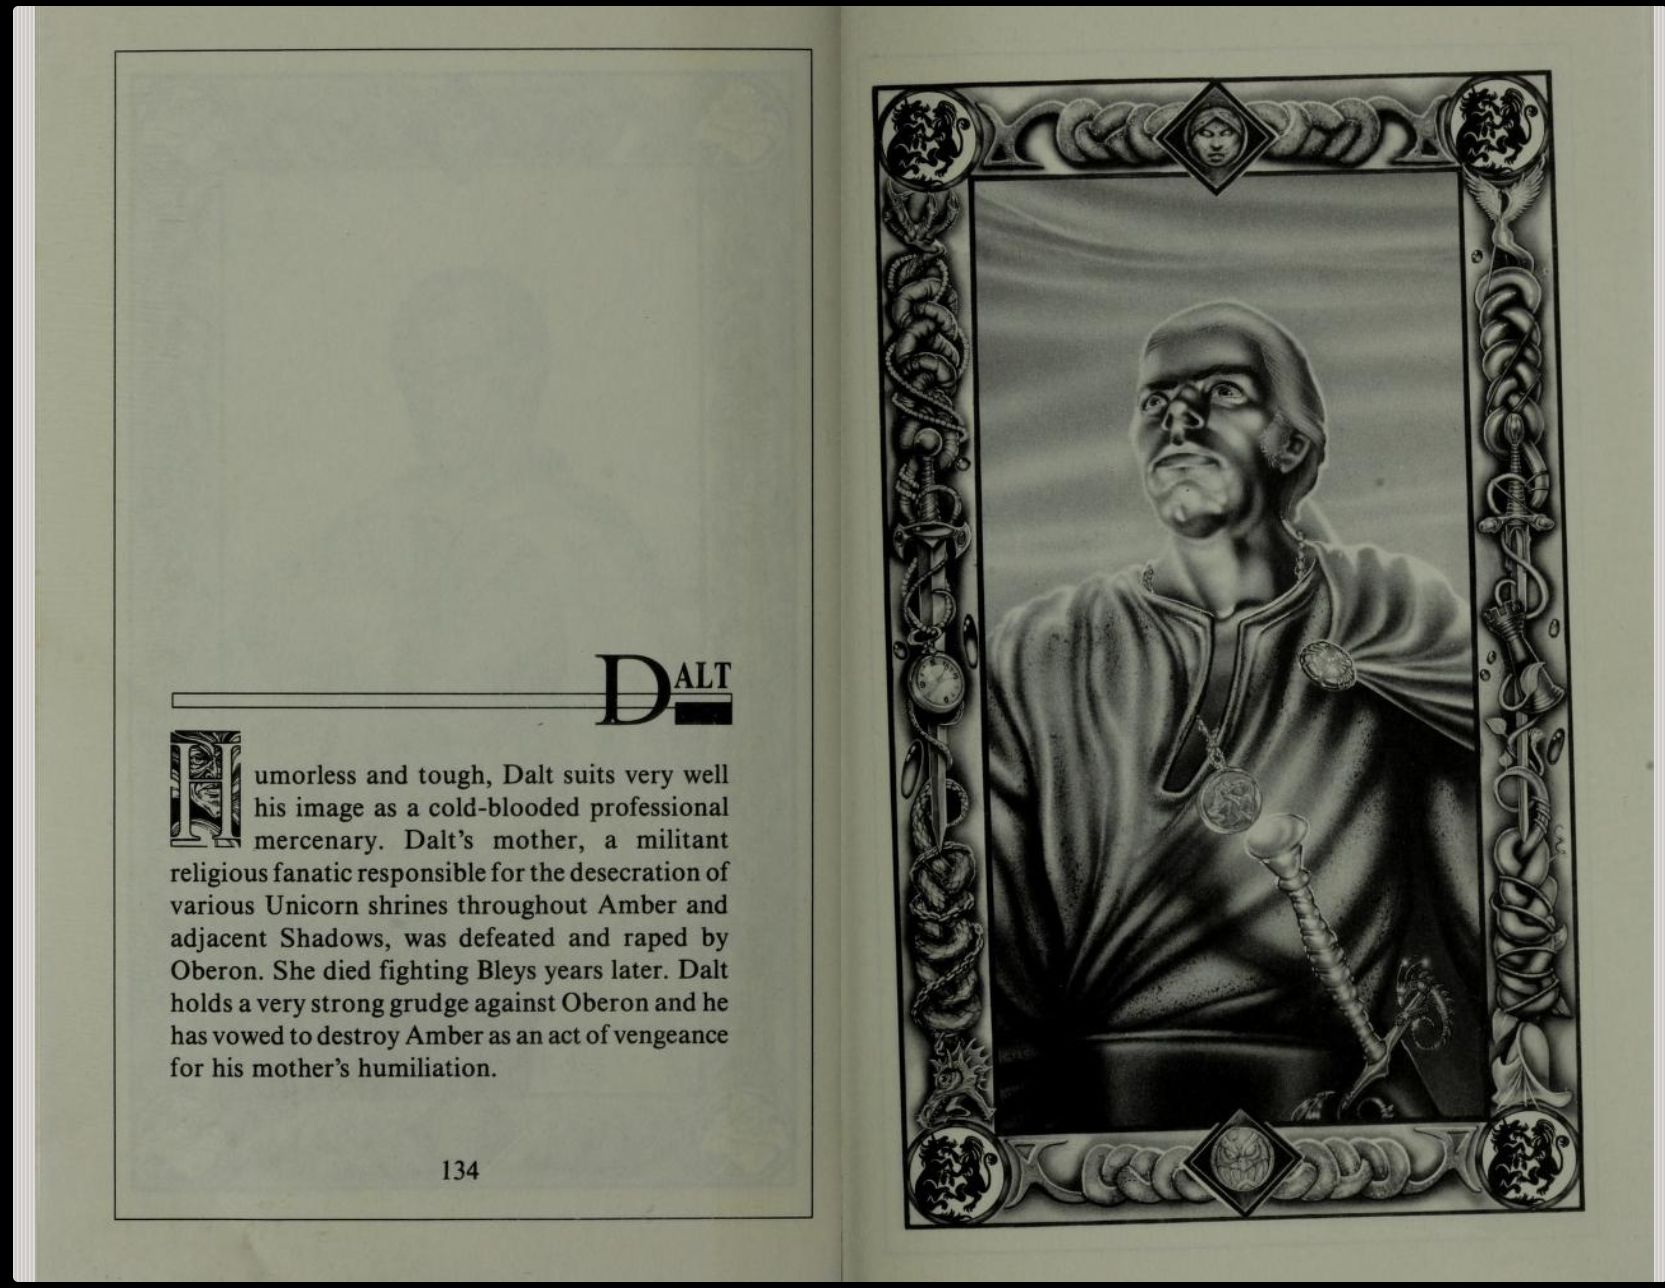 DALT
Humorless and tough, Dalt suits very well
his image as a cold-blooded professional
mercenary. Dalt's mother, a militant
religious fanatic responsible for the desecration of
various Unicorn shrines throughout Amber and
adjacent Shadows, was defeated and raped by
Oberon. She died fighting Bleys years later. Dalt
holds a very strong grudge against Oberon and he
has vowed to destroy Amber as an act of vengeance
for his mother's humiliation.
134